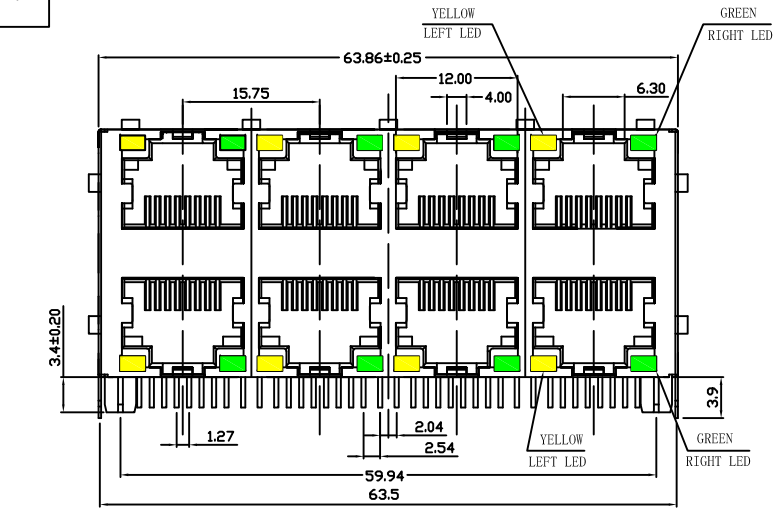 YELLOW
LEFT LED
GREEN
RIGHT LED
63.86±0.25
12.00
15.75
4.00
6.30
3.4±0.20
3.9
1.27
2.04
2.54
YELLOW
LEFT LED
GREEN
RIGHT LED
59.94
63.5